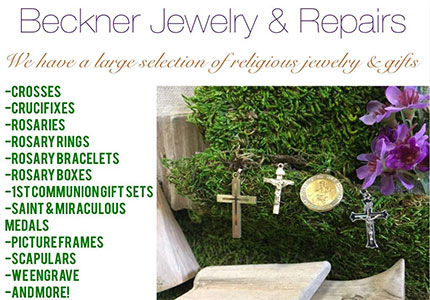 Beckner Jewelry & Repairs
We have a large selection of religious jewelry & gifts
-CROSSES
-CRUCIFIXES
-ROSARIES
-ROSARY RINGS
-ROSARY BRACELETS
-ROSARY BOXES
-1ST COMMUNION GIFT SETS
-SAINT & MIRACULOUS
MEDALS
-PICTURE FRAMES
-SCAPULARS
-WE ENGRAVE
-AND MORE!